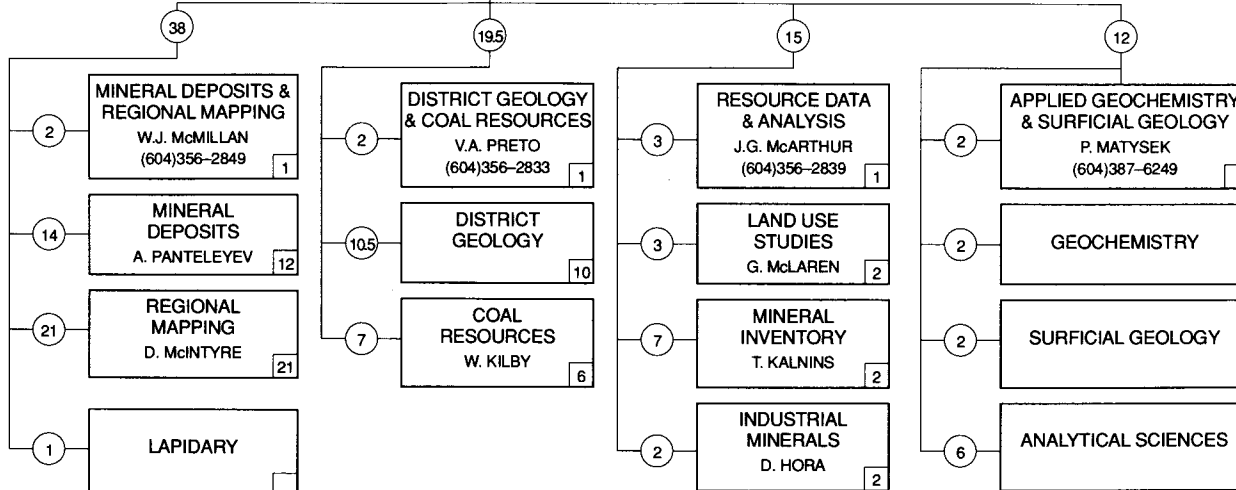 38
2
MINERAL DEPOSITS &
REGIONAL MAPPING
W.J. McMILLAN
(604)356–2849
1
14
MINERAL
DEPOSITS
A. PANTELEYEV
12
21
REGIONAL
MAPPING
D. McINTYRE
21
1
LAPIDARY
19.5
2
DISTRICT GEOLOGY
& COAL RESOURCES
V.A. PRETO
(604)356–2833
1
10.5
DISTRICT
GEOLOGY
10
7
COAL
RESOURCES
W. KILBY
6
15
3
RESOURCE DATA
& ANALYSIS
J.G. McARTHUR
(604)356–2839
1
3
LAND USE
STUDIES
G. McLAREN
2
7
MINERAL
INVENTORY
T. KALNINS
2
2
INDUSTRIAL
MINERALS
D. HORA
2
12
2
APPLIED GEOCHEMISTRY
& SURFICIAL GEOLOGY
P. MATYSEK
(604)387–6249
2
GEOCHEMISTRY
2
SURFICIAL GEOLOGY
6
ANALYTICAL SCIENCES